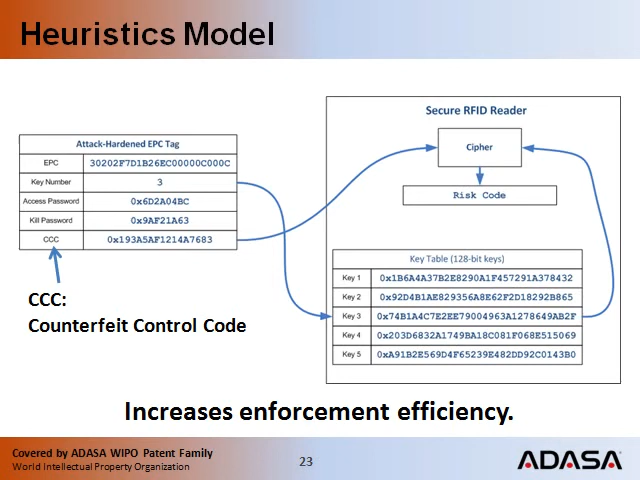 Heuristics Model
Secure RFID Reader
Cipher
Risk Code
Attack-Hardened EPC Tag
EPC 30202F7D1B26EC00000C000C
Key Number 3
Access Password 0x6D2A04BC
Kill Password 0x9AF21A63
CCC 0x193A5AF1214A7683
CCC:
Counterfeit Control Code
Key Table (128-bit keys)
Key 1 0x1B6A4A37B2E8290A1F457291A378432
Key 2 0x92D4B1AE829356A8E62F2D18292B865
Key 3 0x74B1A4C7E2EE79004963A1278649AB2F
Key 4 0x203D6832A1749BA18C081F068E515069
Key 5 0xA91B2E569D4F65239E482DD92C0143B0
Increases enforcement efficiency.
Covered by ADASA WIPO Patent Family
World Intellectual Property Organization
23
ADASA